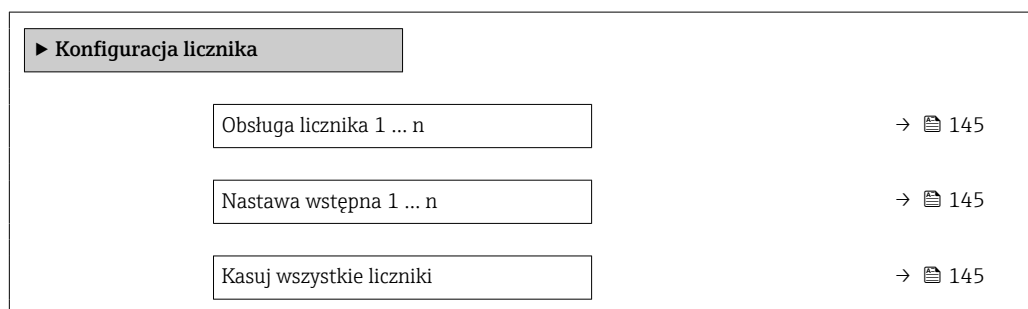 ▶ Konfiguracja licznika
Obsługa licznika 1 … n → 145
Nastawa wstępna 1 … n → 145
Kasuj wszystkie liczniki → 145